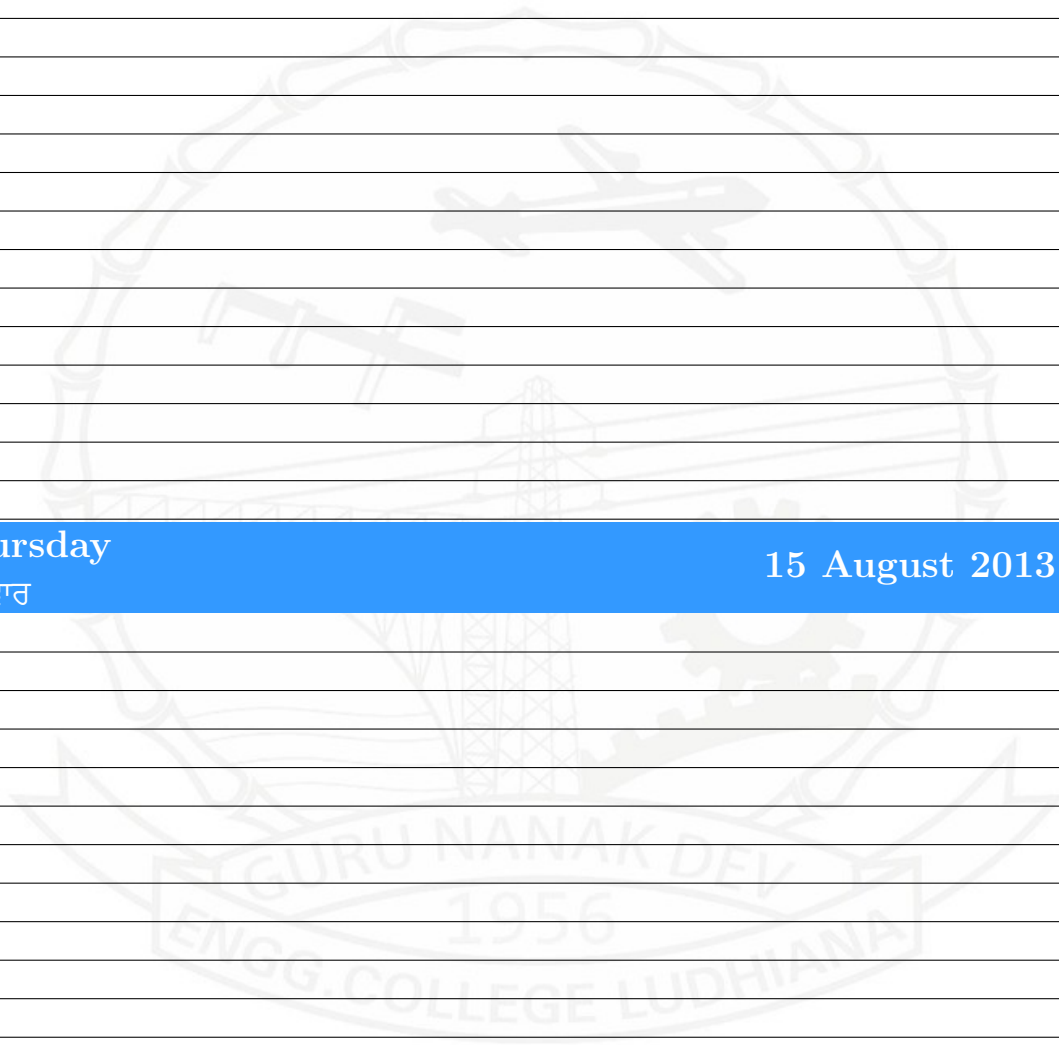 ursday
15 August 2013
ਵਾਰ
GURU NANAK DEV
1956
ENGG.COLLEGE LUDHIANA